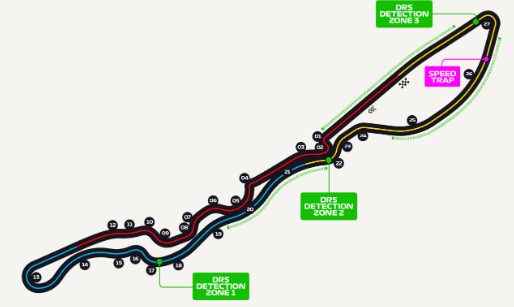 DRS
DETECTION
ZONE 3
27
SPEED
TRAP
26
25
24
01
23
03
02
22
21
04
DRS
DETECTION
ZONE 2
06
05
20
07
08
12
11
10
09
19
13
14
15
16
17
18
DRS
DETECTION
ZONE 1